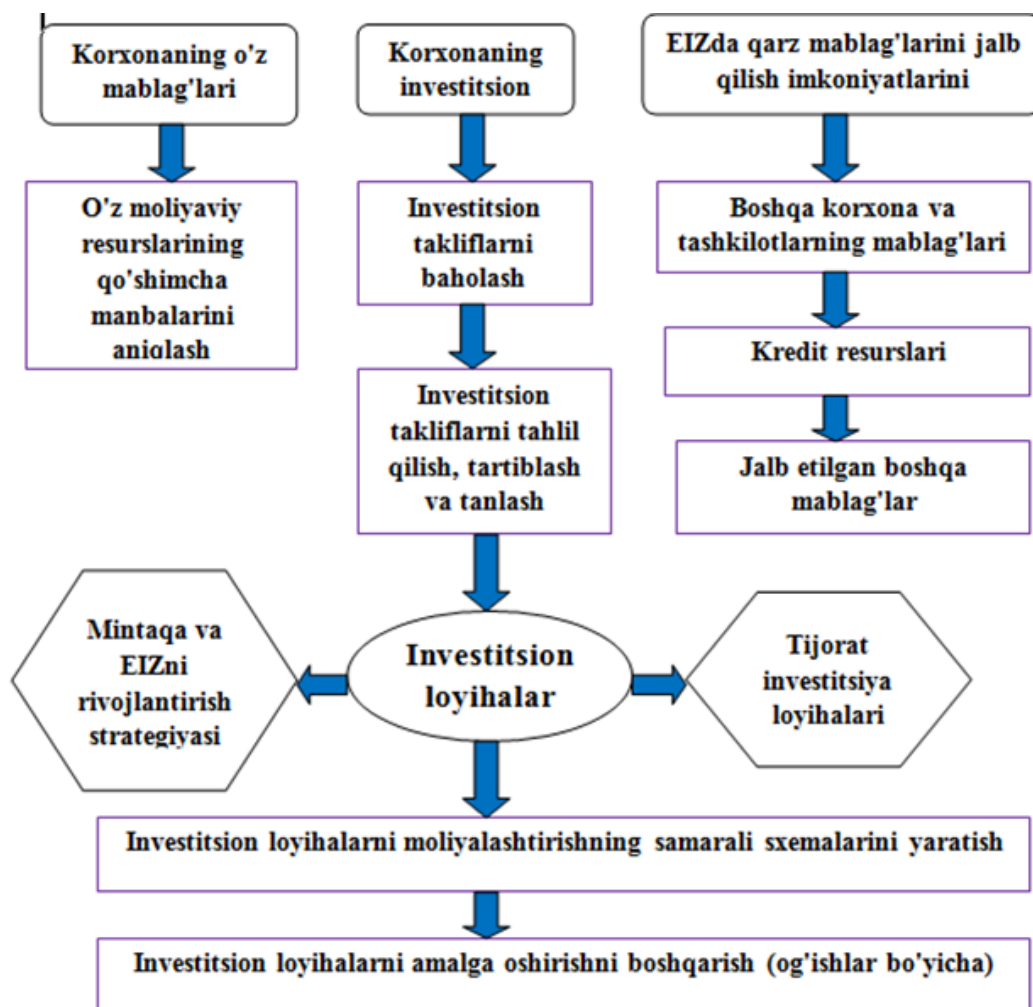 Korxonaning o'z
mablag'lari
Korxonaning
investitsion
EIZda qarz mablag'larini jalb
qilish imkoniyatlarini
O'z moliyaviy
resurslarining
qo'shimcha
manbalarini
aniqlash
Investitsion
takliflarni
baholash
Boshqa korxona va
tashkilotlarning mablag'lari
Kredit resurslari
Investitsion
takliflarni tahlil
qilish, tartiblash
va tanlash
Jalb etilgan boshqa
mablag'lar
Mintaqa va
EIZni
rivojlantirish
strategiyasi
Investitsion
loyihalar
Tijorat
investitsiya
loyihalari
Investitsion loyihalarni moliyalashtirishning samarali sxemalarini yaratish
Investitsion loyihalarni amalga oshirishni boshqarish (og'ishlar bo'yicha)